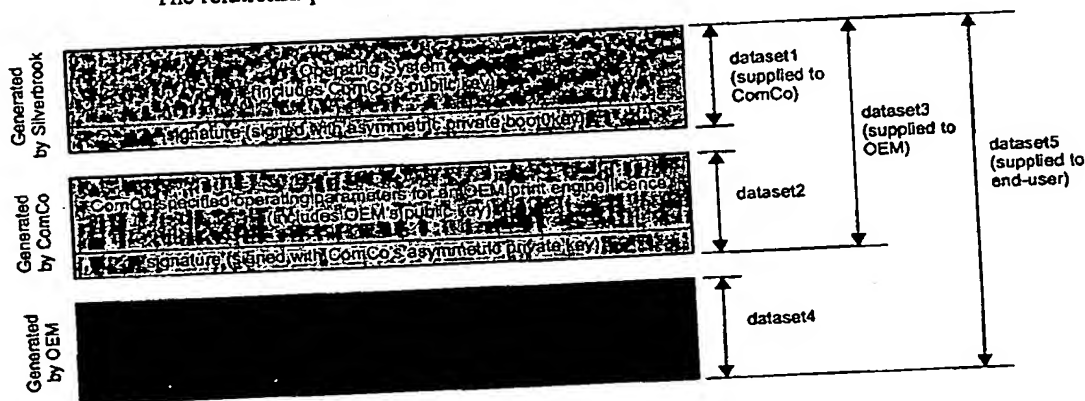 The relationship
Generated
by Silverbrook
Operating System
(includes ComCo's public key)
signature (signed with asymmetric private boot0key)
dataset1
(supplied to
ComCo)
dataset3
(supplied to
OEM)
dataset5
(supplied to
end-user)
Generated
by ComCo
ComCo specified operating parameters for an OEM print engine licence
(includes OEM's public key)
signature (signed with ComCo's asymmetric private key)
dataset2
Generated
by OEM
dataset4